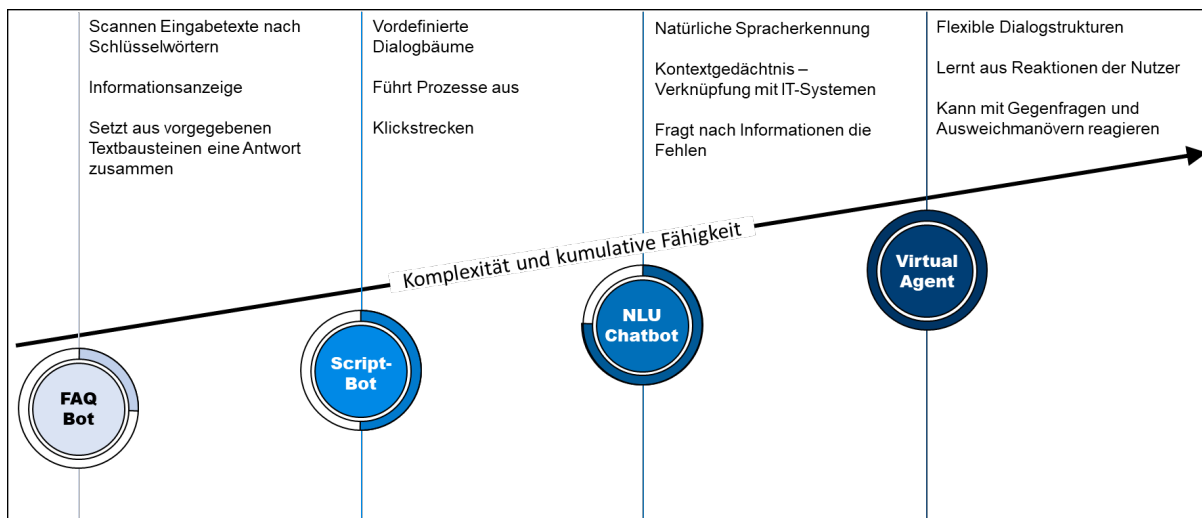 Scannen Eingabetexte nach
Schlüsselwörtern
Informationsanzeige
Setzt aus vorgegebenen
Textbausteinen eine Antwort
zusammen
Vordefinierte
Dialogbäume
Führt Prozesse aus
Klickstrecken
Natürliche Spracherkennung
Kontextgedächtnis –
Verknüpfung mit IT-Systemen
Fragt nach Informationen die
Fehlen
Flexible Dialogstrukturen
Lernt aus Reaktionen der Nutzer
Kann mit Gegenfragen und
Ausweichmanövern reagieren
Komplexität und kumulative Fähigkeit
FAQ
Bot
Script-
Bot
NLU
Chatbot
Virtual
Agent